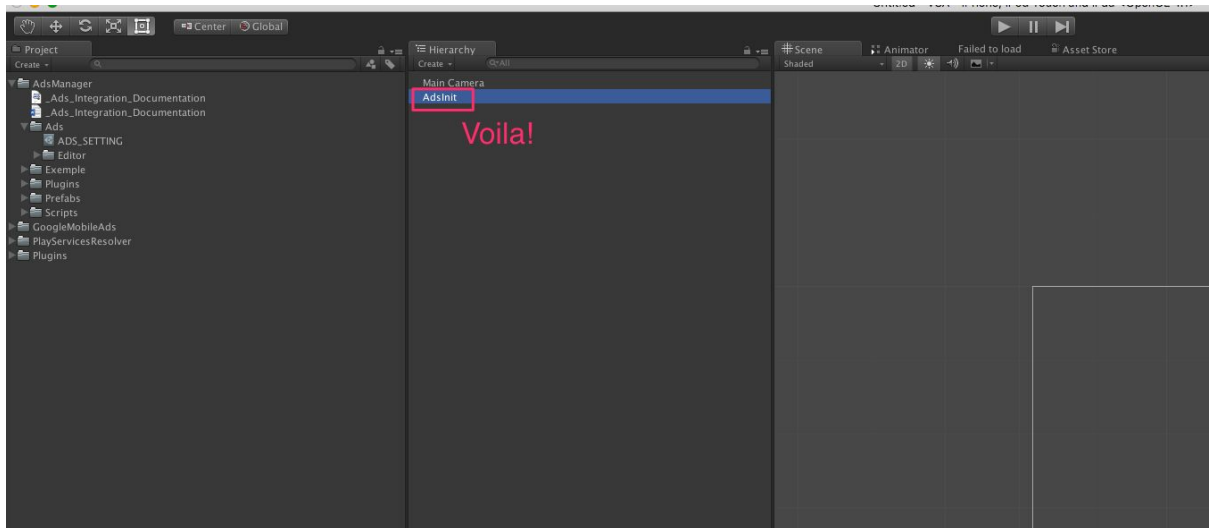 Center Global
Project
Create
AdsManager
_Ads_Integration_Documentation
_Ads_Integration_Documentation
Ads
ADS_SETTING
Editor
Exemple
Plugins
Prefabs
Scripts
GoogleMobileAds
PlayServicesResolver
Plugins
Hierarchy
Create All
Main Camera
AdsInit
Voila!
Scene Animator Failed to load Asset Store
Shaded 2D